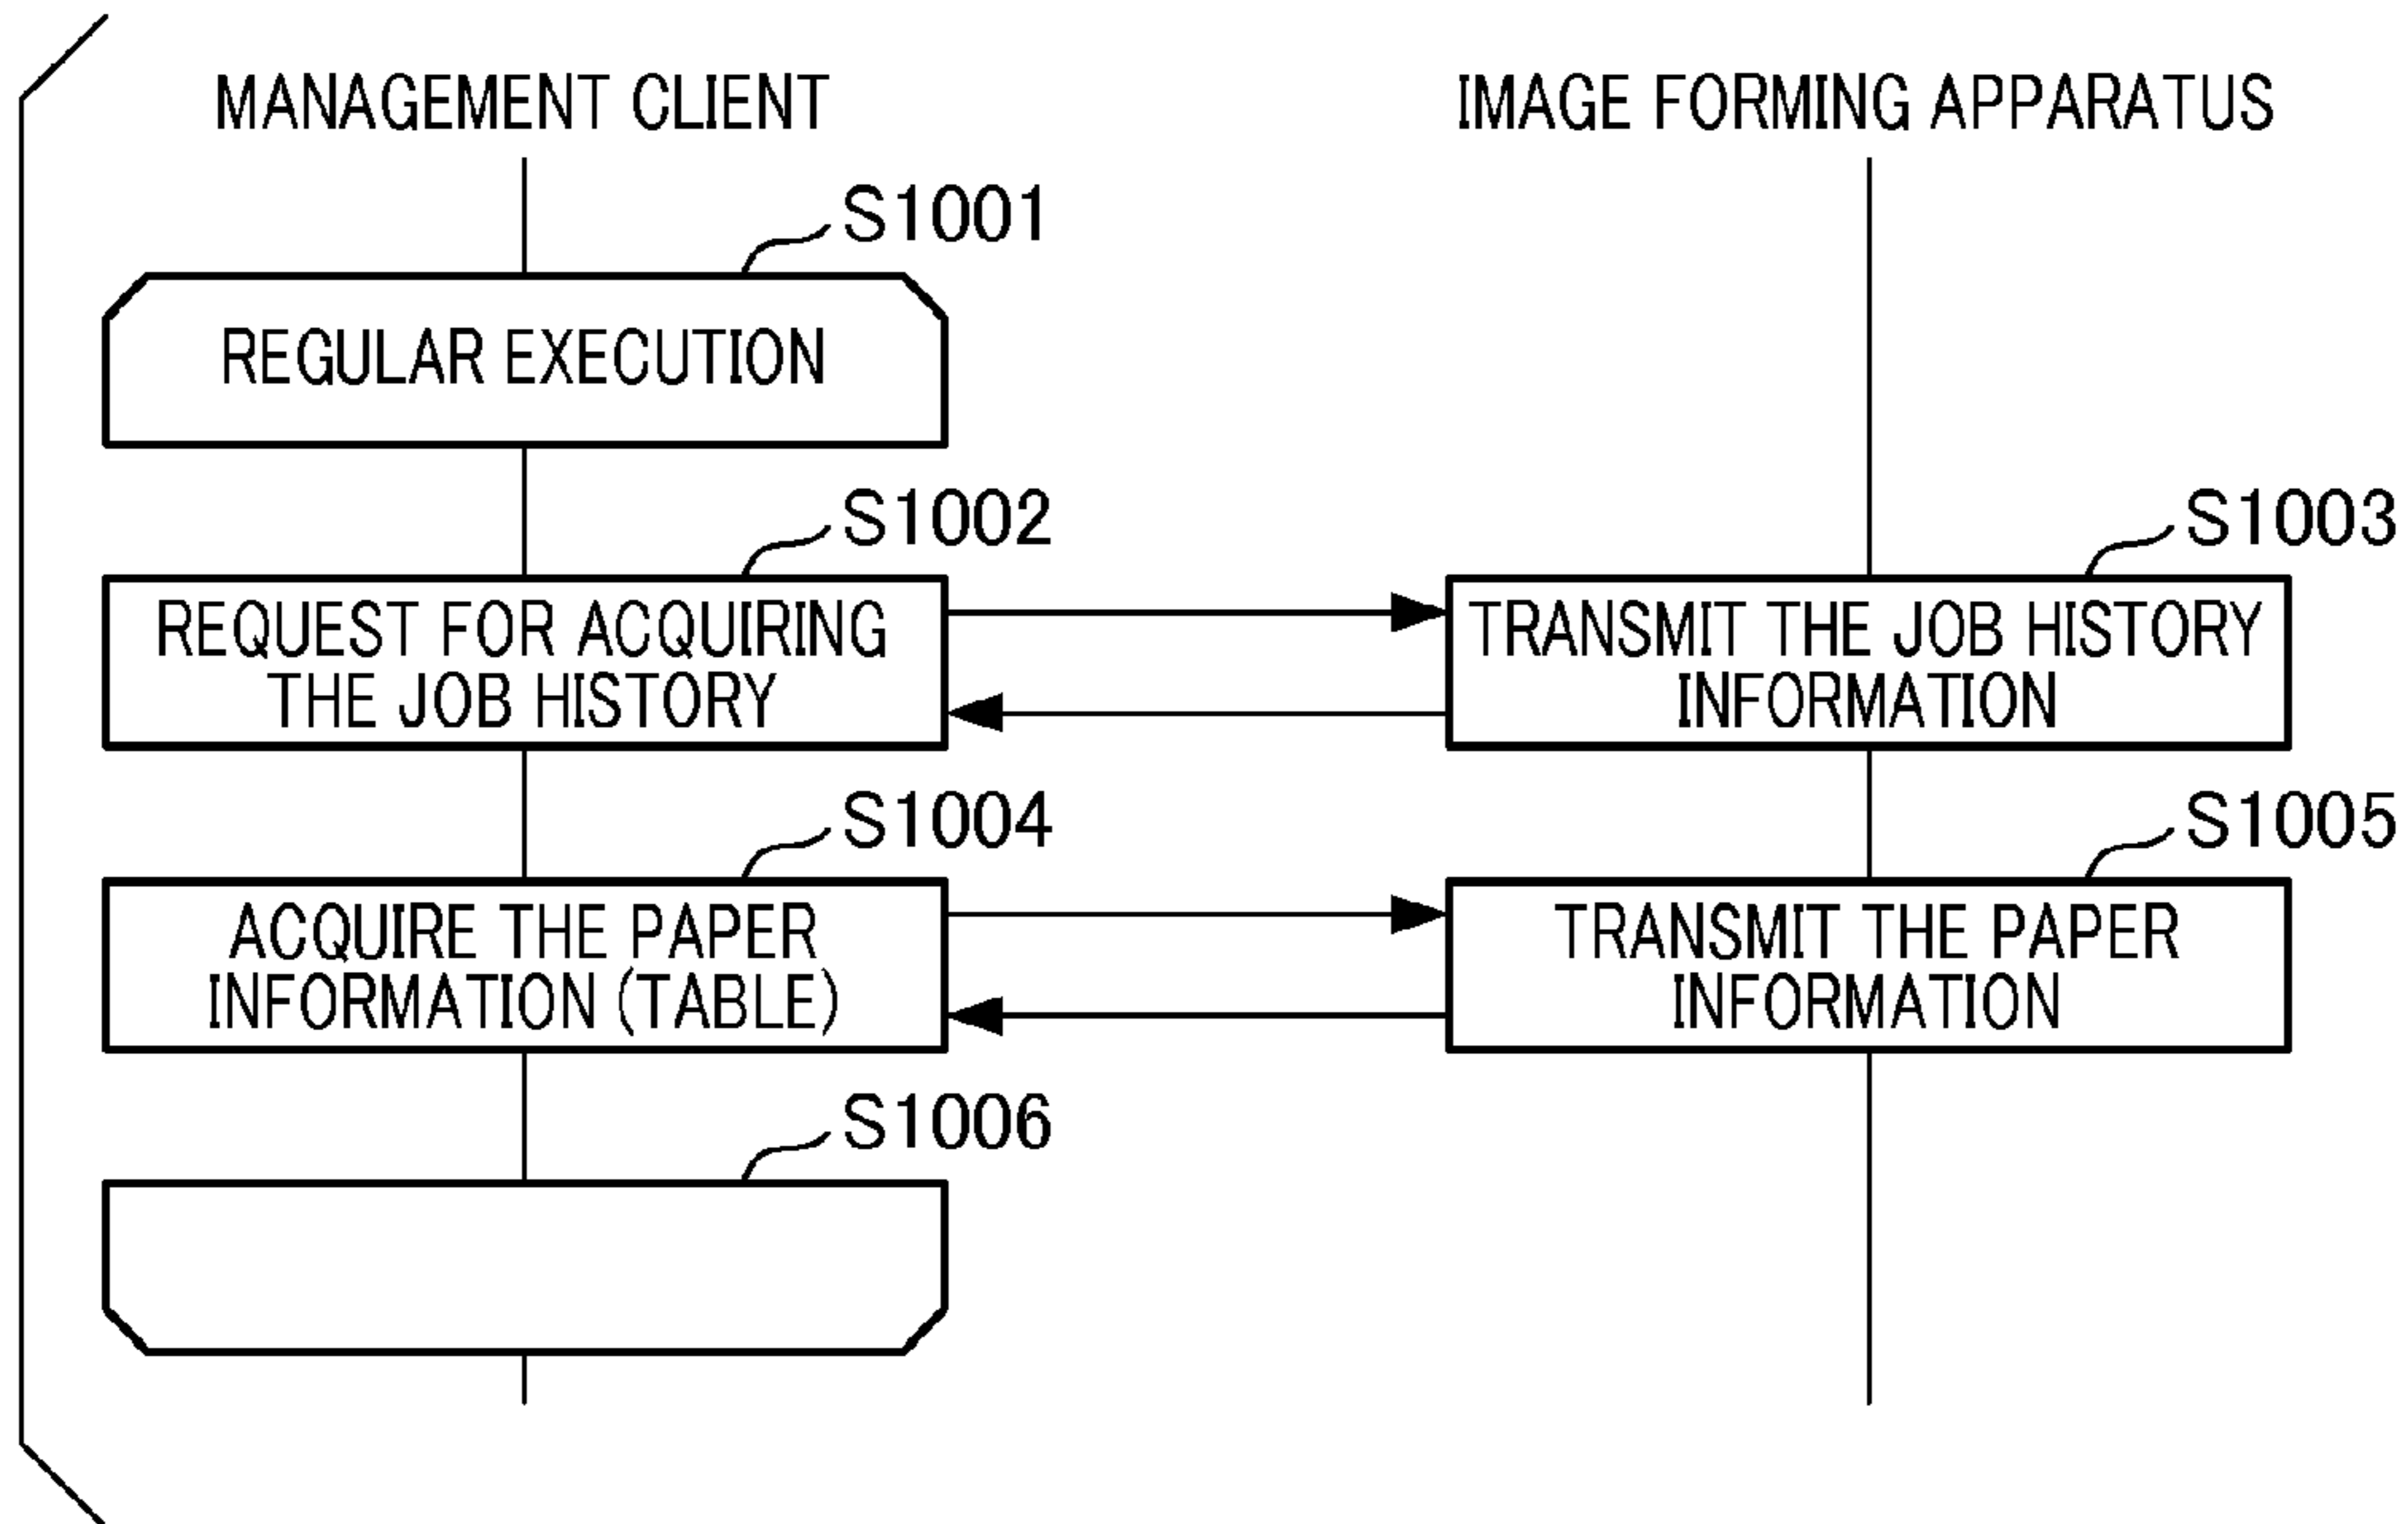 MANAGEMENT CLIENT
IMAGE FORMING APPARATUS
S1001
REGULAR EXECUTION
S1002
REQUEST FOR ACQUIRING
THE JOB HISTORY
S1003
TRANSMIT THE JOB HISTORY
INFORMATION
S1004
ACQUIRE THE PAPER
INFORMATION (TABLE)
S1005
TRANSMIT THE PAPER
INFORMATION
S1006